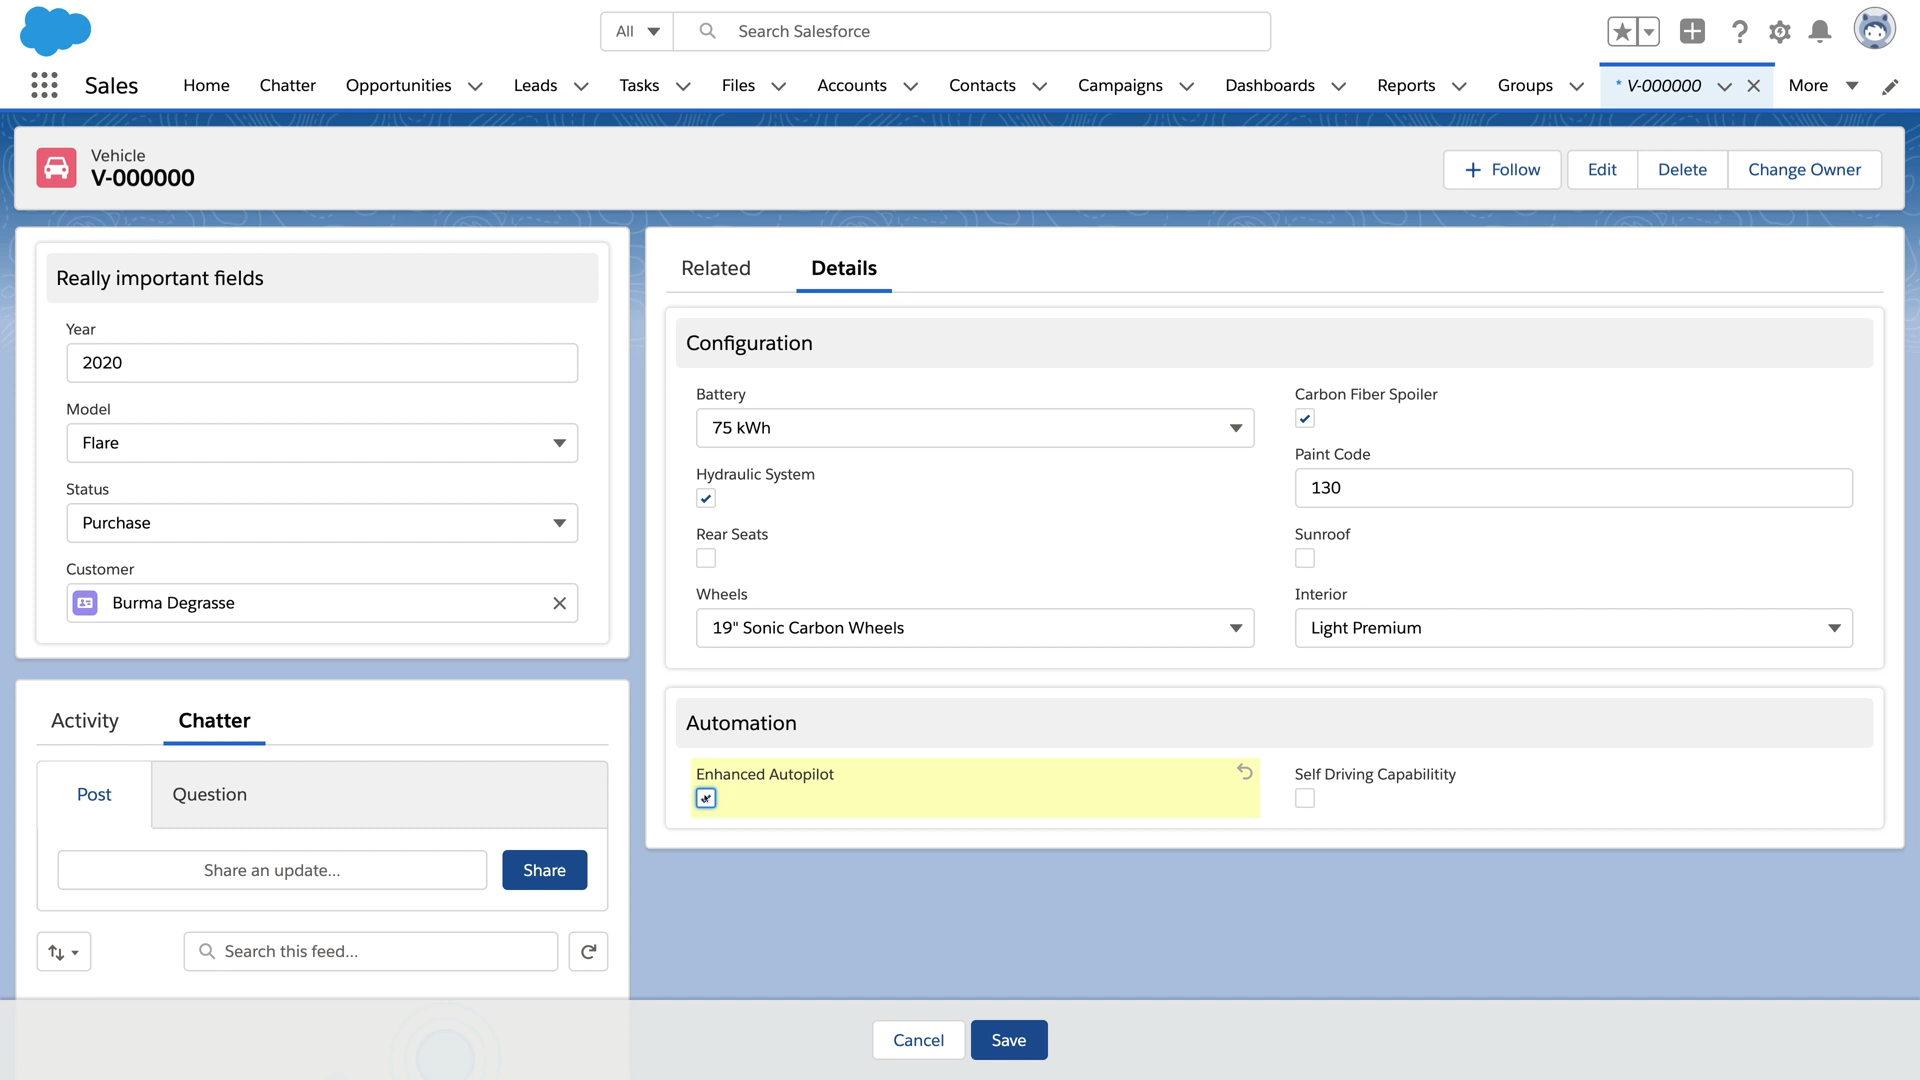 All
Search Salesforce
Sales
Home
Chatter
Opportunities
Leads
Tasks
Files
Accounts
Contacts
Campaigns
Dashboards
Reports
Groups
* V-000000
More
Vehicle
V-000000
Follow
Edit
Delete
Change Owner
Really important fields
Year
2020
Model
Flare
Status
Purchase
Customer
Burma Degrasse
Activity
Chatter
Post
Question
Share an update...
Share
Search this feed...
Related
Details
Configuration
Battery
75 kWh
Carbon Fiber Spoiler
Hydraulic System
Paint Code
130
Rear Seats
Sunroof
Wheels
19" Sonic Carbon Wheels
Interior
Light Premium
Automation
Enhanced Autopilot
Self Driving Capabilitity
Cancel
Save